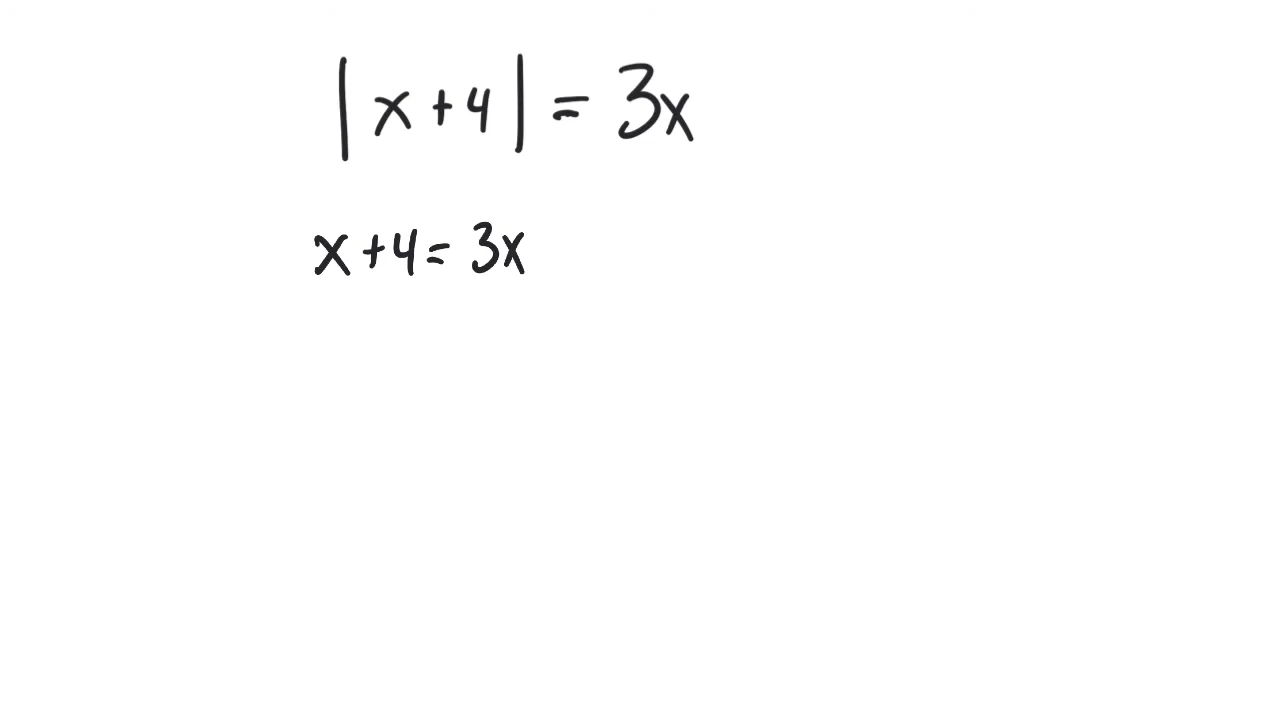 |x+4| = 3x
x+4= 3x